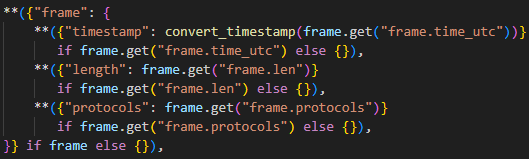 **({"frame": {
    **({"timestamp": convert_timestamp(frame.get("frame.time_utc"))}
        if frame.get("frame.time_utc") else {}),
    **({"length": frame.get("frame.len")}
        if frame.get("frame.len") else {}),
    **({"protocols": frame.get("frame.protocols")}
        if frame.get("frame.protocols") else {}),
}} if frame else {}),